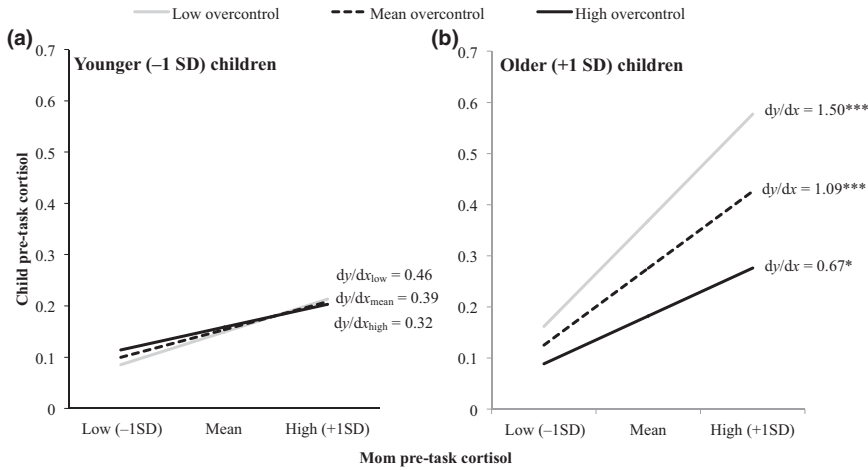 Low overcontrol Mean overcontrol High overcontrol
(a)
Younger (–1 SD) children
0.7
0.6
0.5
0.4
0.3
0.2
0.1
0
Child pre-task cortisol
dy/dxlow = 0.46
dy/dxmean = 0.39
dy/dxhigh = 0.32
Low (–1SD) Mean High (+1SD)
(b)
Older (+1 SD) children
0.7
0.6
0.5
0.4
0.3
0.2
0.1
0
dy/dx = 1.50***
dy/dx = 1.09***
dy/dx = 0.67*
Low (–1SD) Mean High (+1SD)
Mom pre-task cortisol